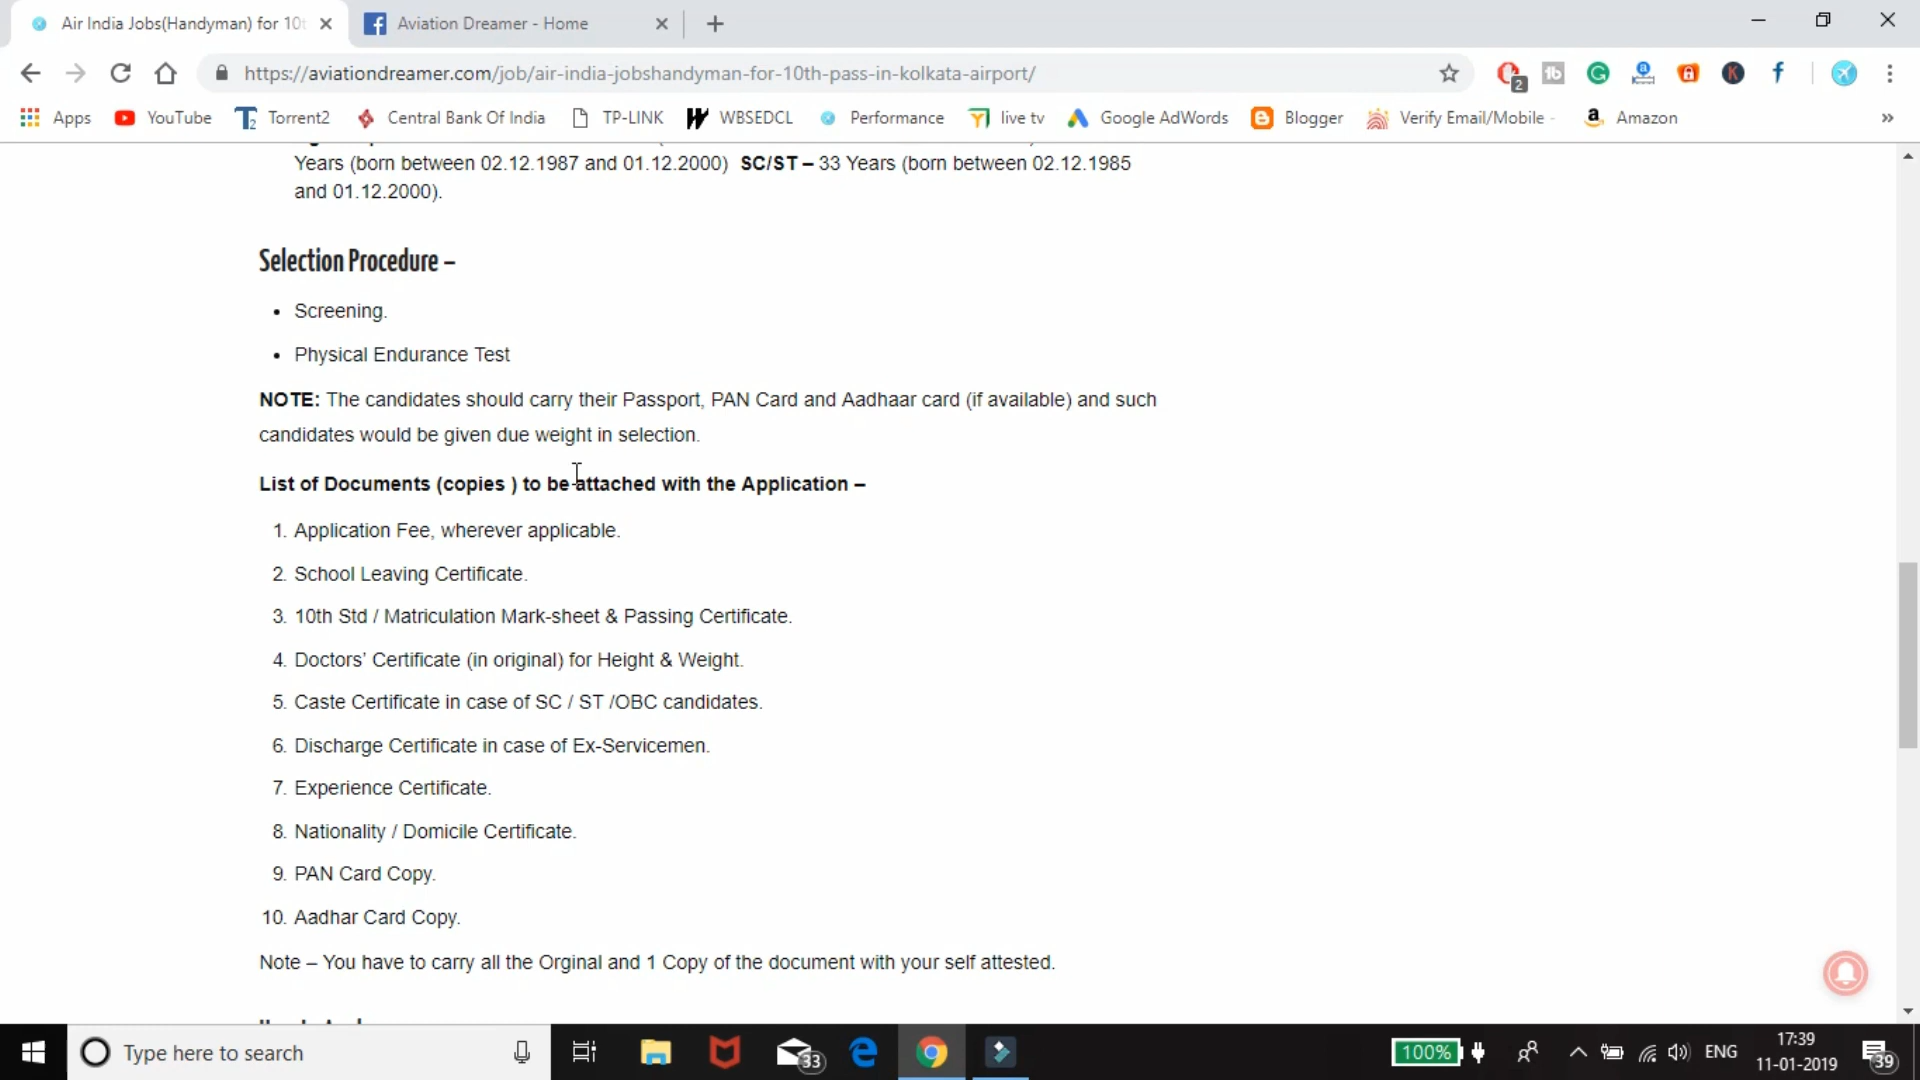 Air India Jobs(Handyman) for 10t
Aviation Dreamer - Home
https://aviationdreamer.com/job/air-india-jobshandyman-for-10th-pass-in-kolkata-airport/
2
Apps
YouTube
Torrent2
Central Bank Of India
TP-LINK
WBSEDCL
Performance
live tv
Google AdWords
Blogger
Verify Email/Mobile -
Amazon
»
Years (born between 02.12.1987 and 01.12.2000) SC/ST – 33 Years (born between 02.12.1985
and 01.12.2000).
Selection Procedure –
• Screening.
• Physical Endurance Test
NOTE: The candidates should carry their Passport, PAN Card and Aadhaar card (if available) and such
candidates would be given due weight in selection.
List of Documents (copies ) to be attached with the Application –
1. Application Fee, wherever applicable.
2. School Leaving Certificate.
3. 10th Std / Matriculation Mark-sheet & Passing Certificate.
4. Doctors’ Certificate (in original) for Height & Weight.
5. Caste Certificate in case of SC / ST /OBC candidates.
6. Discharge Certificate in case of Ex-Servicemen.
7. Experience Certificate.
8. Nationality / Domicile Certificate.
9. PAN Card Copy.
10. Aadhar Card Copy.
Note – You have to carry all the Orginal and 1 Copy of the document with your self attested.
Type here to search
33
100%
ENG
17:39
11-01-2019
39